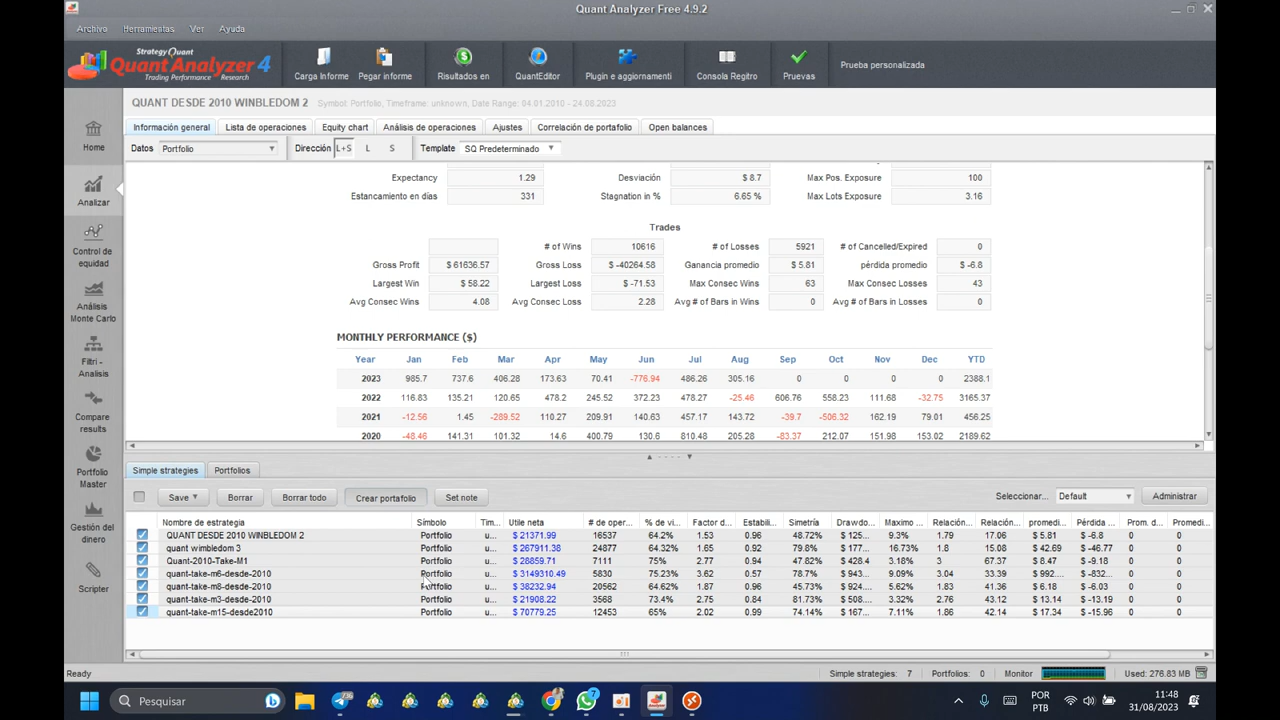 Quant Analyzer Free 4.9.2
Archivo Herramientas Ver Ayuda
Strategy Quant
QuantAnalyzer 4
Trading Performance Research
Carga Informe Pegar informe Risultados en QuantEditor Plugin e aggiornamenti Consola Regitro Pruevas Prueba personalizada
QUANT DESDE 2010 WINBLEDOM 2 Symbol: Portfolio, Timeframe: unknown, Date Range: 04.01.2010 - 24.08.2023
Información general Lista de operaciones Equity chart Análisis de operaciones Ajustes Correlación de portafolio Open balances
Datos Portfolio Dirección L+S L S Template SQ Predeterminado
Home
Analizar
Control de equidad
Análisis Monte Carlo
Filtri - Analisis
Compare results
Portfolio Master
Gestión del dinero
Scripter
Expectancy 1.29 Desviación $ 8.7 Max Pos. Exposure 100
Estancamiento en días 331 Stagnation in % 6.65 % Max Lots Exposure 3.16
Trades
# of Wins 10616 # of Losses 5921 # of Cancelled/Expired 0
Gross Profit $ 61636.57 Gross Loss $ -40264.58 Ganancia promedio $ 5.81 pérdida promedio $ -6.8
Largest Win $ 58.22 Largest Loss $ -71.53 Max Consec Wins 63 Max Consec Losses 43
Avg Consec Wins 4.08 Avg Consec Loss 2.28 Avg # of Bars in Wins 0 Avg # of Bars in Losses 0
MONTHLY PERFORMANCE ($)
Year Jan Feb Mar Apr May Jun Jul Aug Sep Oct Nov Dec YTD
2023 985.7 737.6 406.28 173.63 70.41 -776.94 486.26 305.16 0 0 0 0 2388.1
2022 116.83 135.21 120.65 478.2 245.52 372.23 478.27 -25.46 606.76 558.23 111.68 -32.75 3165.37
2021 -12.56 1.45 -289.52 110.27 209.91 140.63 457.17 143.72 -39.7 -506.32 162.19 79.01 456.25
2020 -48.46 141.31 101.32 14.6 400.79 130.6 810.48 205.28 -83.37 212.07 151.98 153.02 2189.62
Simple strategies Portfolios
Save Borrar Borrar todo Crear portafolio Set note Seleccionar... Default Administrar
Nombre de estrategia Símbolo Tim... Utile neta # de oper... % de vi... Factor d... Estabili... Simetría Drawdo... Maximo ... Relación... Relación... promedi... Pérdida ... Prom. d... Promedi...
QUANT DESDE 2010 WINBLEDOM 2 Portfolio u... $ 21371.99 16537 64.2% 1.53 0.96 48.72% $ 125... 9.3% 1.79 17.06 $ 5.81 $ -6.8 0 0
quant wimbledom 3 Portfolio u... $ 267911.38 24877 64.32% 1.65 0.92 79.8% $ 177... 16.73% 1.8 15.08 $ 42.69 $ -46.77 0 0
Quant-2010-Take-M1 Portfolio u... $ 28859.71 7111 75% 2.77 0.94 47.82% $ 428.4 3% 3 67.37 $ 8.47 $ -9.18 0 0
quant-take-m6-desde-2010 Portfolio u... $ 3149310.49 5830 75.23% 3.62 0.57 78.7% $ 943... 9.09% 3.04 33.39 $ 992.... $ -832... 0 0
quant-take-m8-desde-2010 Portfolio u... $ 38232.94 20562 64.62% 1.87 0.96 45.73% $ 924... 5.62% 1.83 41.36 $ 6.18 $ -6.03 0 0
quant-take-m3-desde-2010 Portfolio u... $ 21908.22 3568 73.4% 2.75 0.84 81.73% $ 508.... 3.32% 2.76 43.12 $ 13.14 $ -13.19 0 0
quant-take-m15-desde2010 Portfolio u... $ 70779.25 12453 65% 2.02 0.99 74.14% $ 167... 7.11% 1.86 42.14 $ 17.34 $ -15.96 0 0
Ready Simple strategies: 7 Portfolios: 0 Monitor Used: 276.83 MB
Pesquisar 7 POR PTB 11:48 31/08/2023